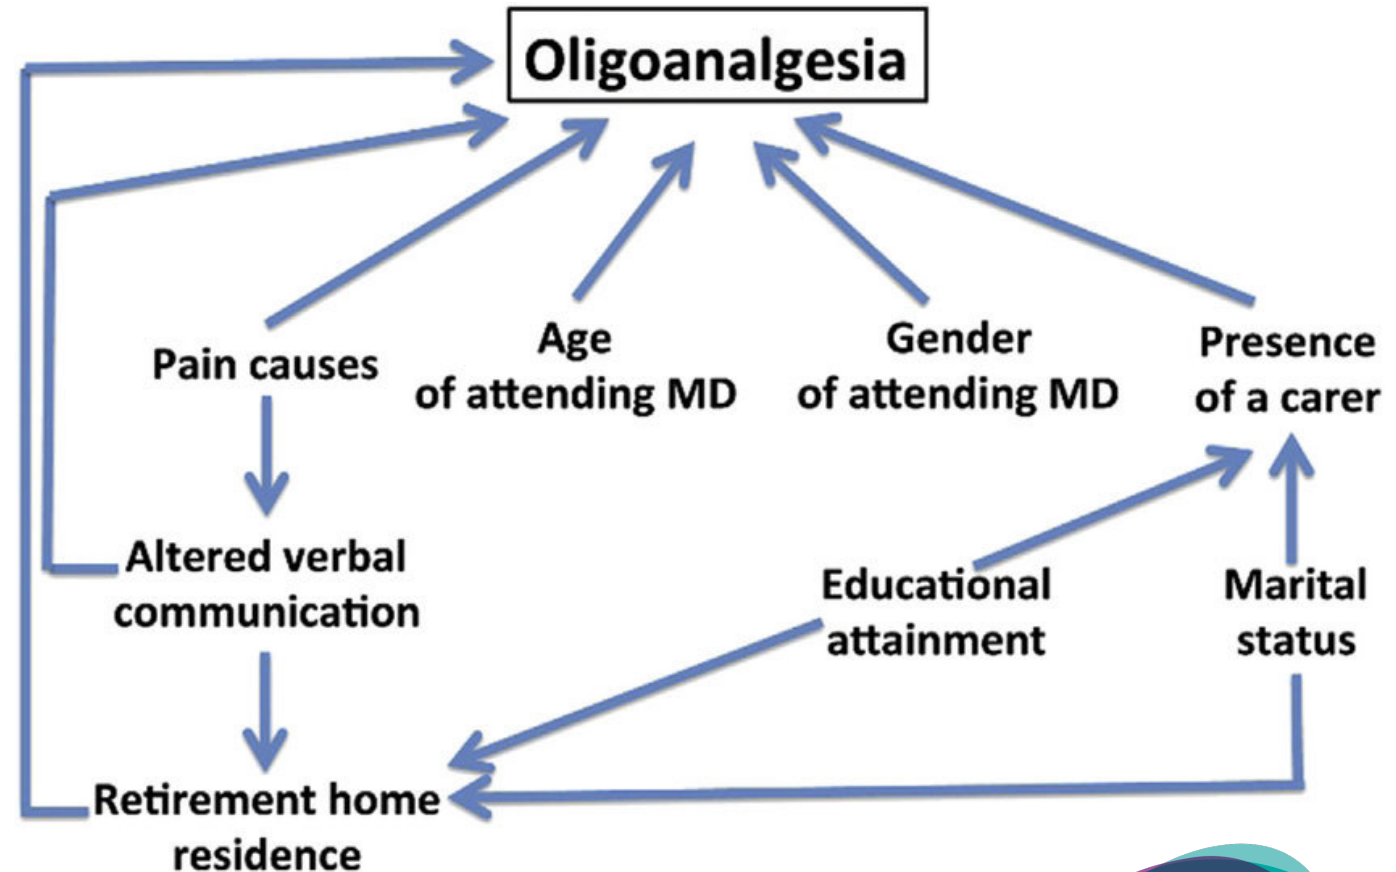 Oligoanalgesia
Pain causes
Age
of attending MD
Gender
of attending MD
Presence
of a carer
Altered verbal
communication
Educational
attainment
Marital
status
Retirement home
residence